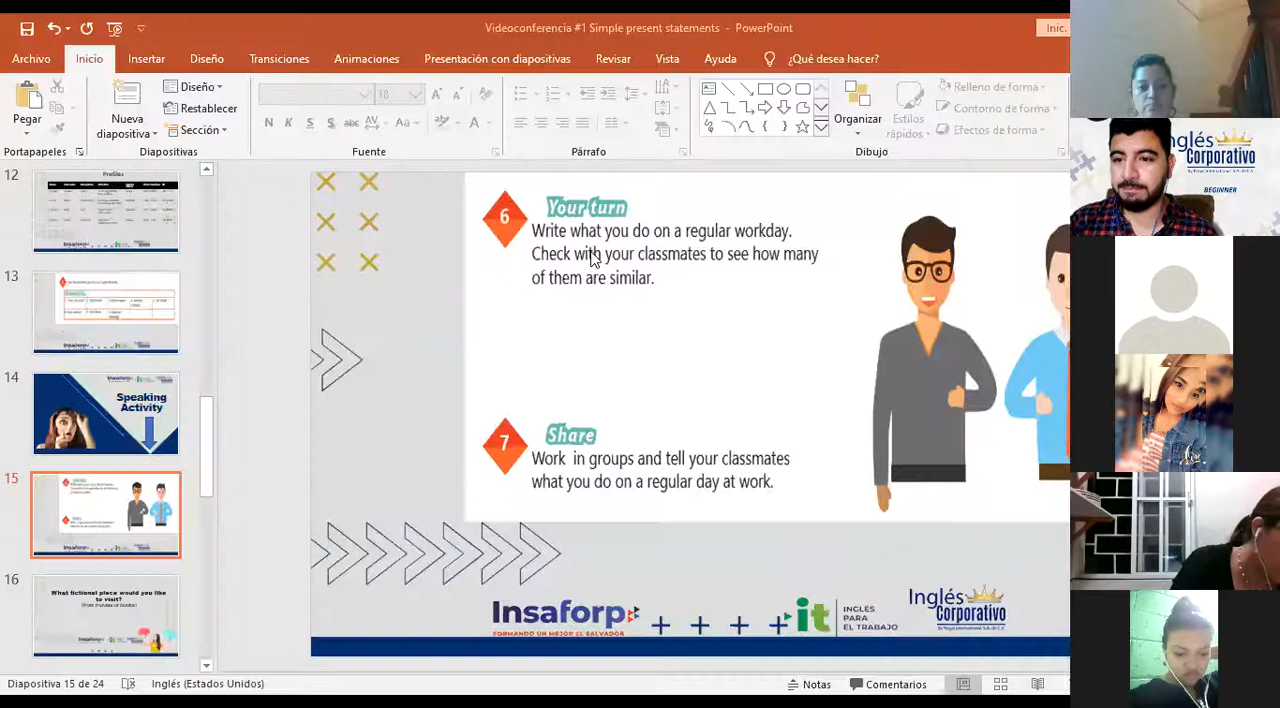 Videoconferencia #1 Simple present statements - PowerPoint
Inic.
Archivo Inicio Insertar Diseño Transiciones Animaciones Presentación con diapositivas Revisar Vista Ayuda ¿Qué desea hacer?
Pegar
Nueva diapositiva
Diseño
Restablecer
Sección
18
N K S S abc AV Aa A
Organizar
Estilos rápidos
Relleno de forma
Contorno de forma
Efectos de forma
Portapapeles Diapositivas Fuente Párrafo Dibujo
12
Profiles
13
14
Speaking
Activity
15
16
What fictional place would you like
to visit?
6 Your turn
Write what you do on a regular workday.
Check with your classmates to see how many
of them are similar.
7 Share
Work in groups and tell your classmates
what you do on a regular day at work.
Insaforp
FORMANDO UN MEJOR EL SALVADOR
it INGLÉS
PARA
EL TRABAJO
Inglés
Corporativo
Inglés
Corporativo
BEGINNER
Diapositiva 15 de 24 Inglés (Estados Unidos) Notas Comentarios